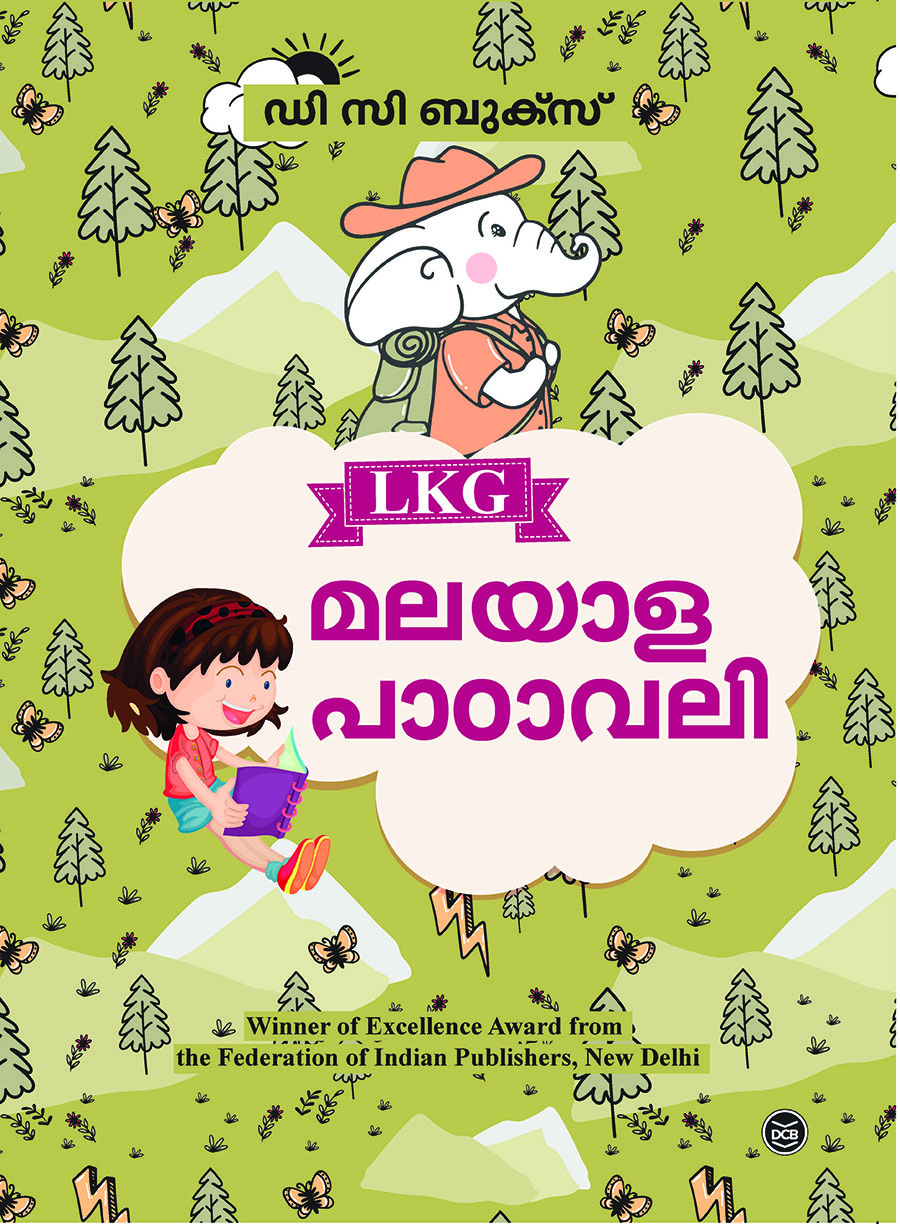 ഡി സി ബുക്സ്
LKG
മലയാള
പാഠാവലി
Winner of Excellence Award from
the Federation of Indian Publishers, New Delhi
DCB